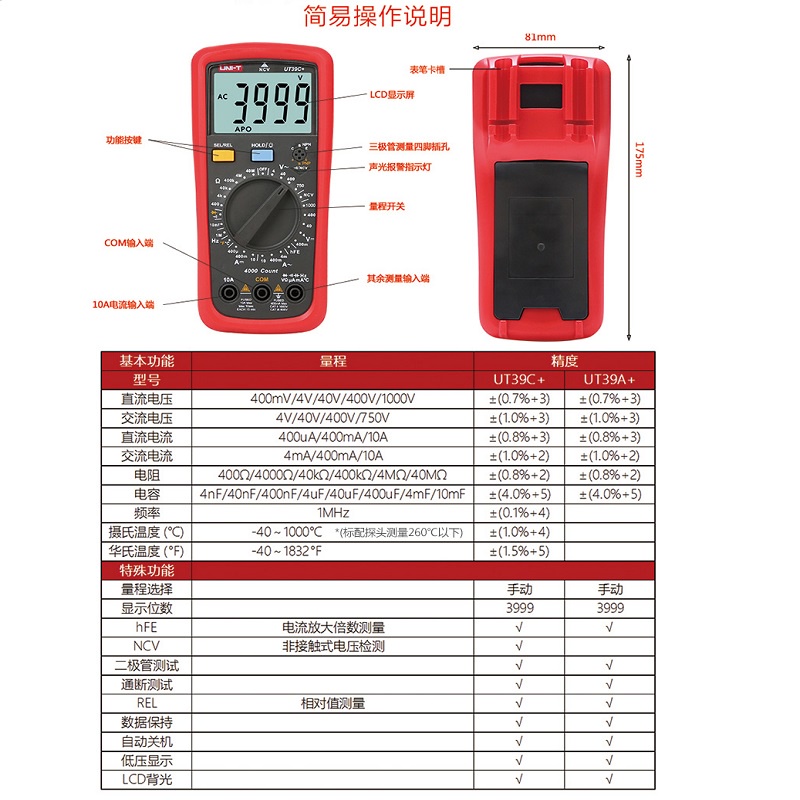 简易操作说明
81mm
175mm
表笔卡槽
LCD显示屏
功能按键
三极管测量四脚插孔
声光报警指示灯
量程开关
COM输入端
其余测量输入端
10A电流输入端
UNI-T
NCV
UT39C+
AC
3999
V
APO
SEL/REL
HOLD/
NPN
OFF
hFE
4000 Count
10A
COM
基本功能 量程 精度
型号 UT39C+ UT39A+
直流电压 400mV/4V/40V/400V/1000V ±(0.7%+3) ±(0.7%+3)
交流电压 4V/40V/400V/750V ±(1.0%+3) ±(1.0%+3)
直流电流 400uA/400mA/10A ±(0.8%+3) ±(0.8%+3)
交流电流 4mA/400mA/10A ±(1.0%+2) ±(1.0%+2)
电阻 400Ω/4000Ω/40kΩ/400kΩ/4MΩ/40MΩ ±(0.8%+2) ±(0.8%+2)
电容 4nF/40nF/400nF/4uF/40uF/400uF/4mF/10mF ±(4.0%+5) ±(4.0%+5)
频率 1MHz ±(0.1%+4)
摄氏温度 (℃) -40~1000℃ *(标配探头测量260℃以下) ±(1.0%+4)
华氏温度 (°F) -40~1832°F ±(1.5%+5)
特殊功能
量程选择 手动 手动
显示位数 3999 3999
hFE 电流放大倍数测量 √ √
NCV 非接触式电压检测 √
二极管测试 √ √
通断测试 √ √
REL 相对值测量 √ √
数据保持 √ √
自动关机 √ √
低压显示 √ √
LCD背光 √ √